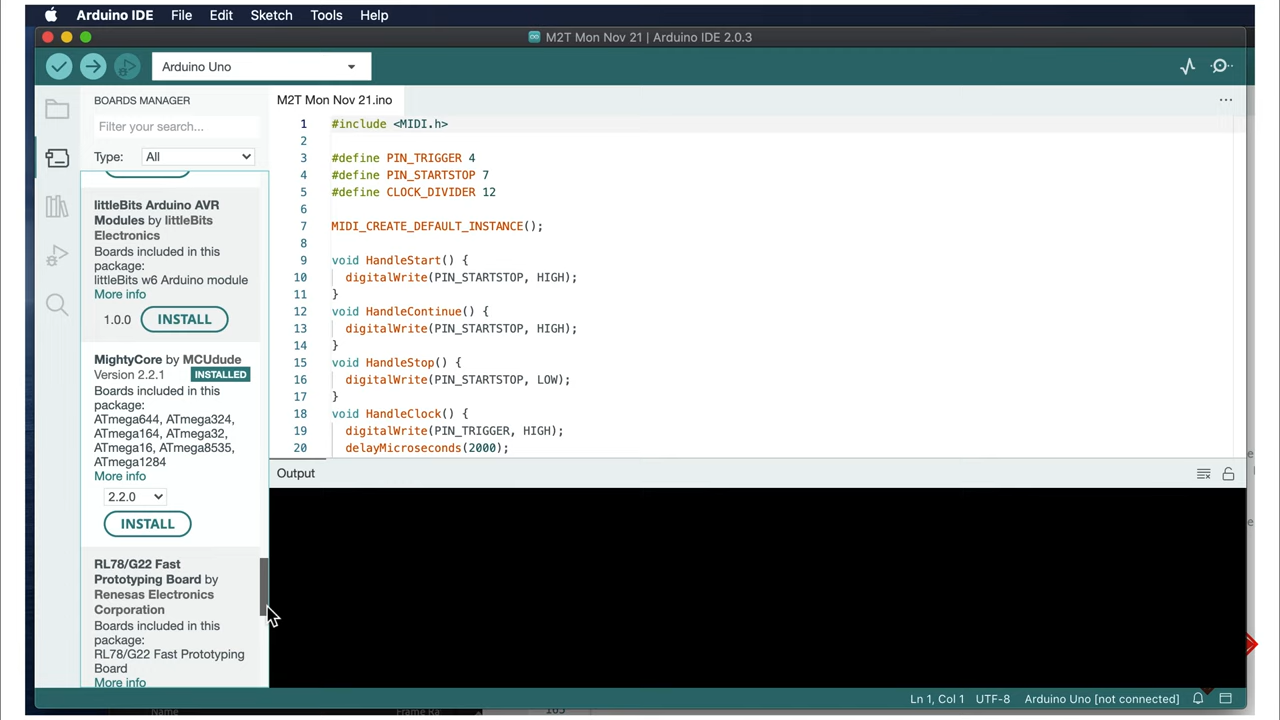 Arduino IDE File Edit Sketch Tools Help
M2T Mon Nov 21 | Arduino IDE 2.0.3
Arduino Uno
BOARDS MANAGER
Filter your search...
Type: All
littleBits Arduino AVR
Modules by littleBits
Electronics
Boards included in this
package:
littleBits w6 Arduino module
More info
1.0.0 INSTALL
MightyCore by MCUdude
Version 2.2.1 INSTALLED
Boards included in this
package:
ATmega644, ATmega324,
ATmega164, ATmega32,
ATmega16, ATmega8535,
ATmega1284
More info
2.2.0
INSTALL
RL78/G22 Fast
Prototyping Board by
Renesas Electronics
Corporation
Boards included in this
package:
RL78/G22 Fast Prototyping
Board
More info
M2T Mon Nov 21.ino
1 #include <MIDI.h>
2
3 #define PIN_TRIGGER 4
4 #define PIN_STARTSTOP 7
5 #define CLOCK_DIVIDER 12
6
7 MIDI_CREATE_DEFAULT_INSTANCE();
8
9 void HandleStart() {
10 digitalWrite(PIN_STARTSTOP, HIGH);
11 }
12 void HandleContinue() {
13 digitalWrite(PIN_STARTSTOP, HIGH);
14 }
15 void HandleStop() {
16 digitalWrite(PIN_STARTSTOP, LOW);
17 }
18 void HandleClock() {
19 digitalWrite(PIN_TRIGGER, HIGH);
20 delayMicroseconds(2000);
Output
Ln 1, Col 1 UTF-8 Arduino Uno [not connected]